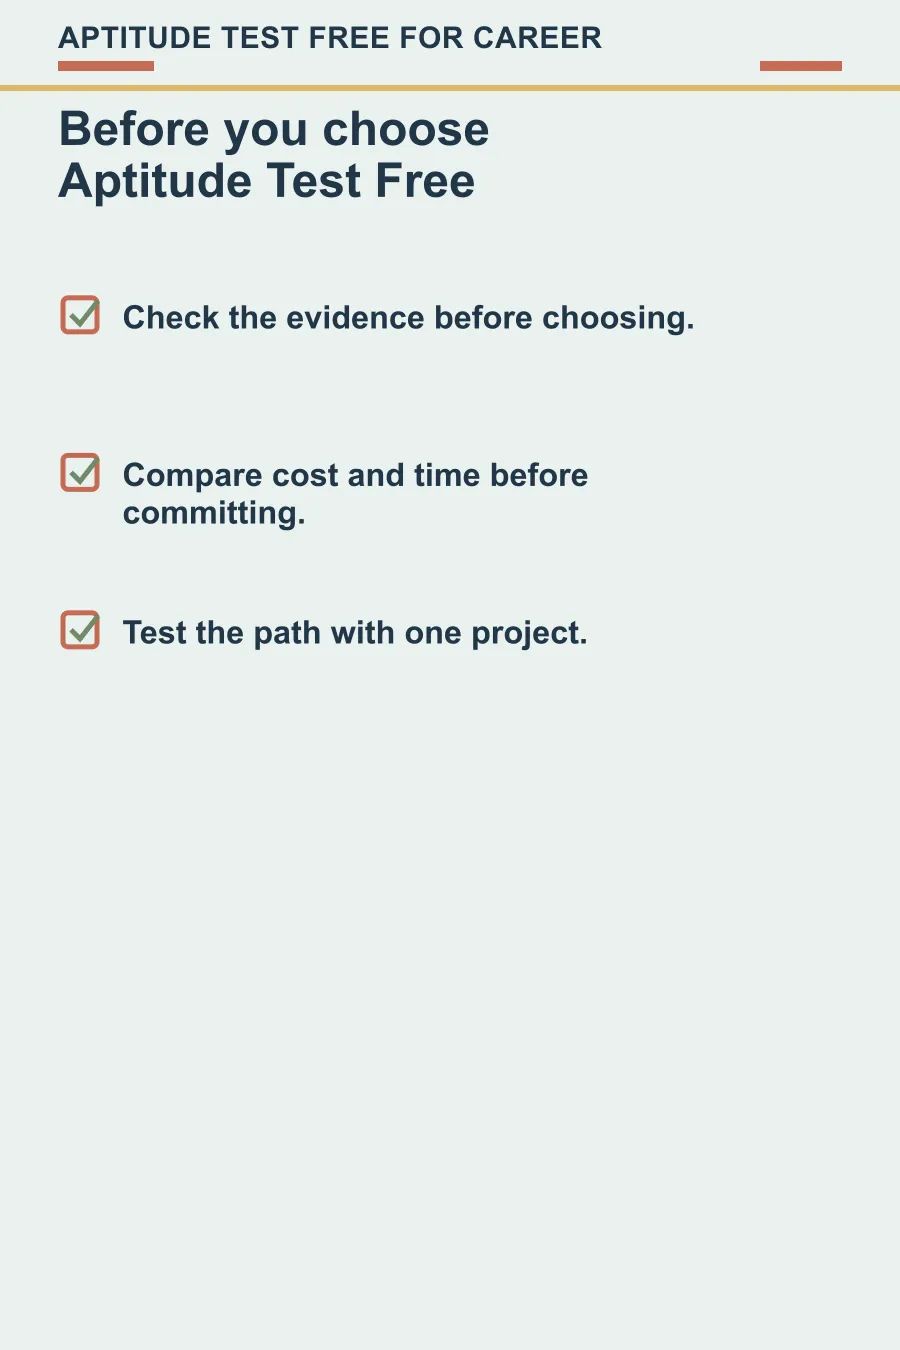 APTITUDE TEST FREE FOR CAREER
Before you choose
Aptitude Test Free
Check the evidence before choosing.
Compare cost and time before
committing.
Test the path with one project.